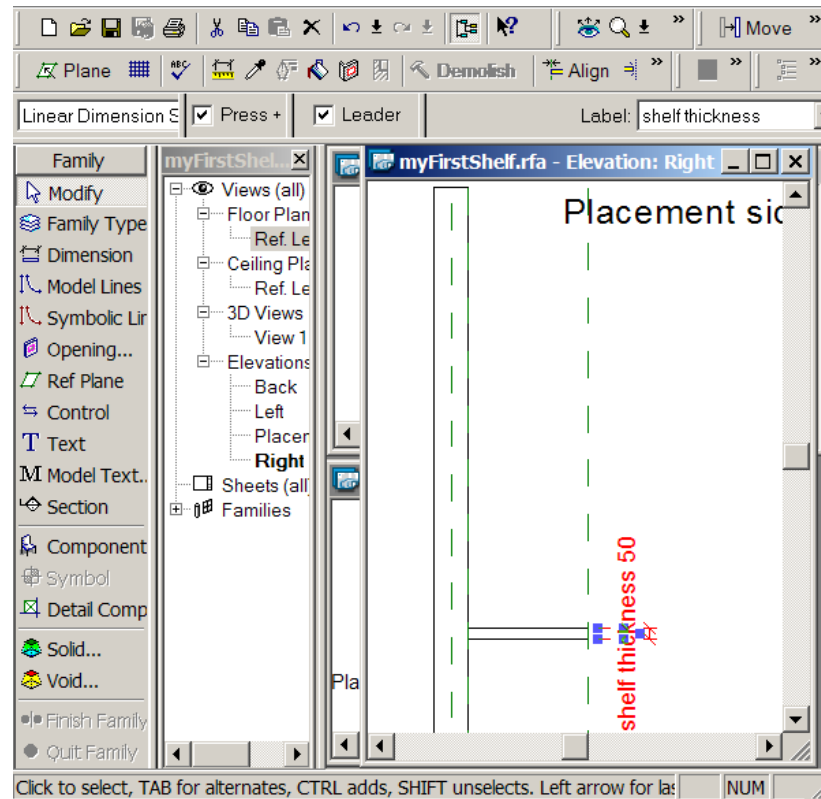 » Move »
Plane ABC Demolish Align » » »
Linear Dimension S Press + Leader Label: shelf thickness
Family
Modify
Family Type
Dimension
Model Lines
Symbolic Lin
Opening...
Ref Plane
Control
T Text
M Model Text..
Section
Component
Symbol
Detail Comp
Solid...
Void...
Finish Family
Quit Family
myFirstShel...
Views (all)
Floor Plan
Ref. Le
Ceiling Pla
Ref. Le
3D Views
View 1
Elevations
Back
Left
Placem
Right
Sheets (all)
Families
Pla
myFirstShelf.rfa - Elevation: Right
Placement sid
shelf thickness 50
Click to select, TAB for alternates, CTRL adds, SHIFT unselects. Left arrow for las NUM